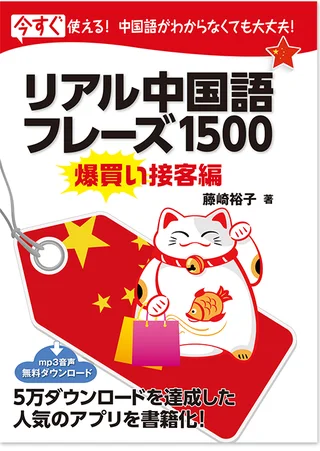 今すぐ使える！ 中国語がわからなくても大丈夫！
リアル中国語
フレーズ1500
爆買い接客編
藤崎裕子 著
mp3音声
無料ダウンロード
5万ダウンロードを達成した
人気のアプリを書籍化！